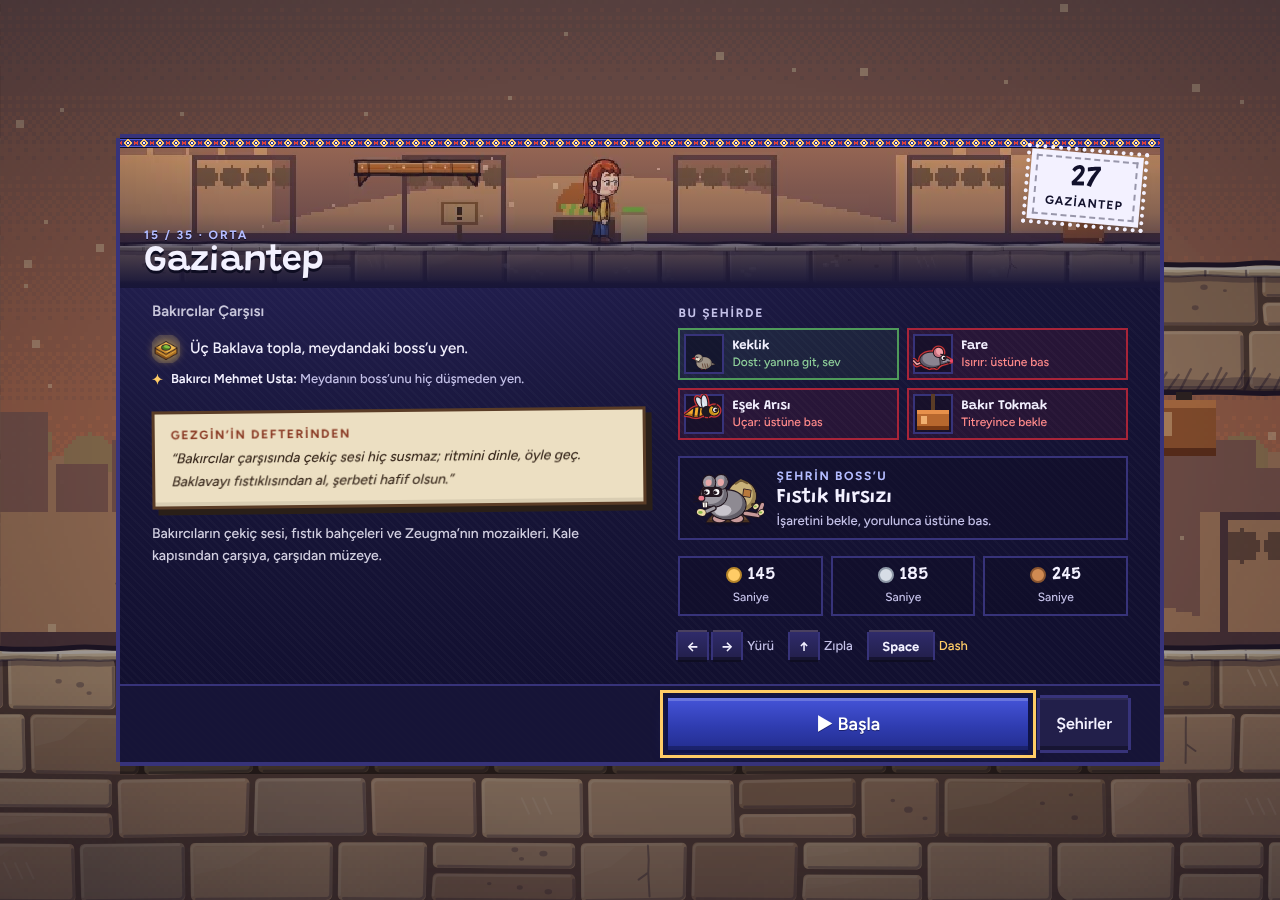 27
GAZİANTEP
15 / 35 · ORTA
Gaziantep
Bakırcılar Çarşısı
Üç Baklava topla, meydandaki boss’u yen.
Bakırcı Mehmet Usta: Meydanın boss’unu hiç düşmeden yen.
GEZGİN’İN DEFTERİNDEN
“Bakırcılar çarşısında çekiç sesi hiç susmaz; ritmini dinle, öyle geç.
Baklavayı fıstıklısından al, şerbeti hafif olsun.”
Bakırcıların çekiç sesi, fıstık bahçeleri ve Zeugma’nın mozaikleri. Kale
kapısından çarşıya, çarşıdan müzeye.
BU ŞEHİRDE
Keklik
Dost: yanına git, sev
Fare
Isırır: üstüne bas
Eşek Arısı
Uçar: üstüne bas
Bakır Tokmak
Titreyince bekle
ŞEHRİN BOSS’U
Fıstık Hırsızı
İşaretini bekle, yorulunca üstüne bas.
145
Saniye
185
Saniye
245
Saniye
← → Yürü ↑ Zıpla Space Dash
▶ Başla
Şehirler